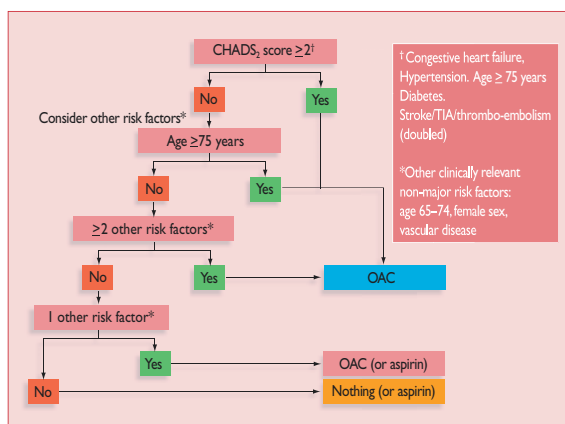 CHADS₂ score ≥2†
No
Yes
Consider other risk factors*
Age ≥75 years
No
Yes
≥2 other risk factors*
No
Yes
OAC
1 other risk factor*
Yes
OAC (or aspirin)
No
Nothing (or aspirin)
† Congestive heart failure,
Hypertension. Age ≥ 75 years
Diabetes.
Stroke/TIA/thrombo-embolism
(doubled)
*Other clinically relevant
non-major risk factors:
age 65–74, female sex,
vascular disease